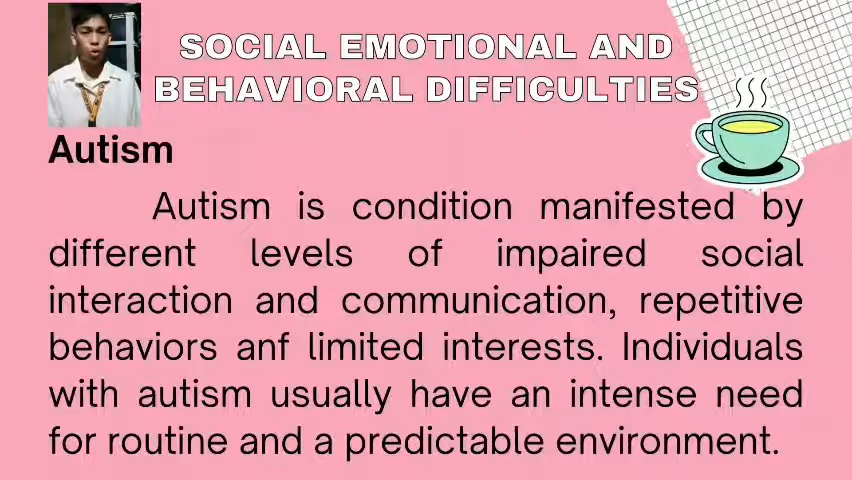 SOCIAL EMOTIONAL AND
BEHAVIORAL DIFFICULTIES
Autism
Autism is condition manifested by
different levels of impaired social
interaction and communication, repetitive
behaviors anf limited interests. Individuals
with autism usually have an intense need
for routine and a predictable environment.